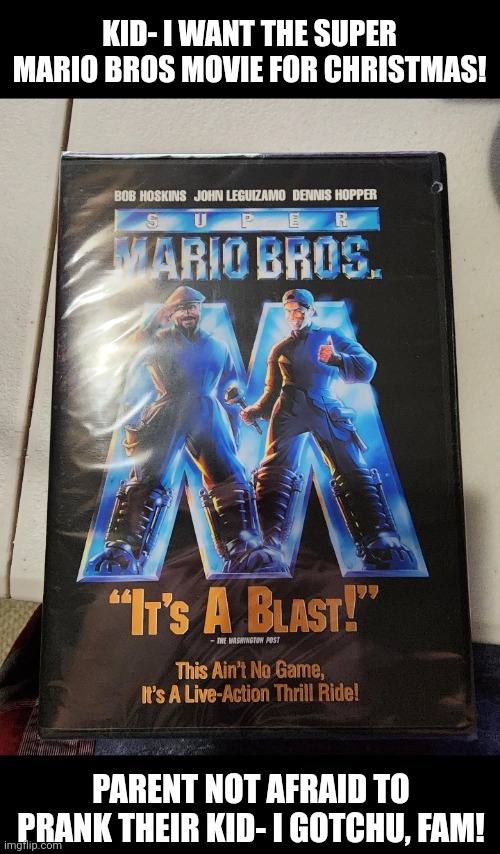 KID- I WANT THE SUPER
MARIO BROS MOVIE FOR CHRISTMAS!
BOB HOSKINS JOHN LEGUIZAMO DENNIS HOPPER
SUPER
MARIO BROS.
"IT'S A BLAST!"
- THE WASHINGTON POST
This Ain't No Game,
It's A Live-Action Thrill Ride!
PARENT NOT AFRAID TO
PRANK THEIR KID- I GOTCHU, FAM!
imgflip.com